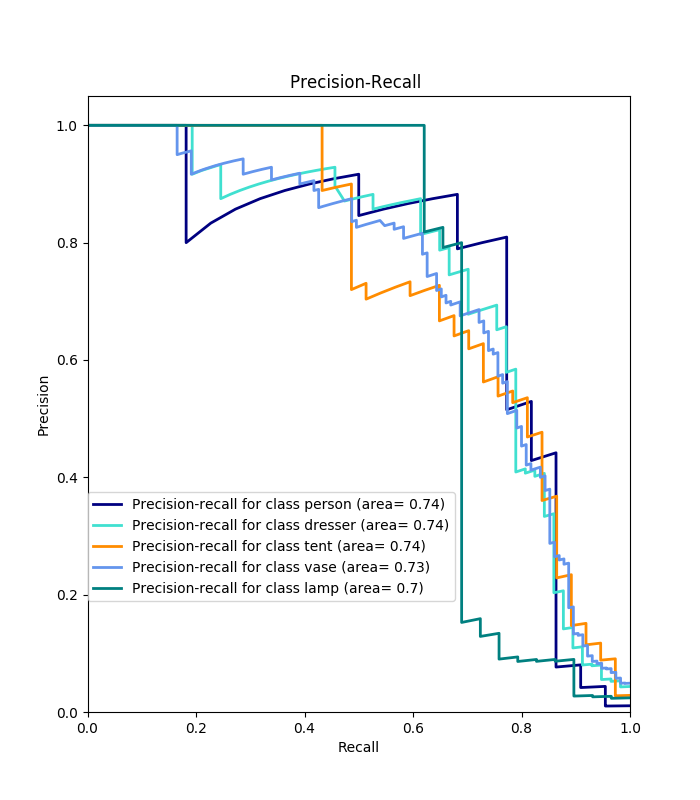 Precision-Recall
1.0
0.8
0.6
0.4
0.2
0.0
Precision
Precision-recall for class person (area= 0.74)
Precision-recall for class dresser (area= 0.74)
Precision-recall for class tent (area= 0.74)
Precision-recall for class vase (area= 0.73)
Precision-recall for class lamp (area= 0.7)
0.0 0.2 0.4 0.6 0.8 1.0
Recall